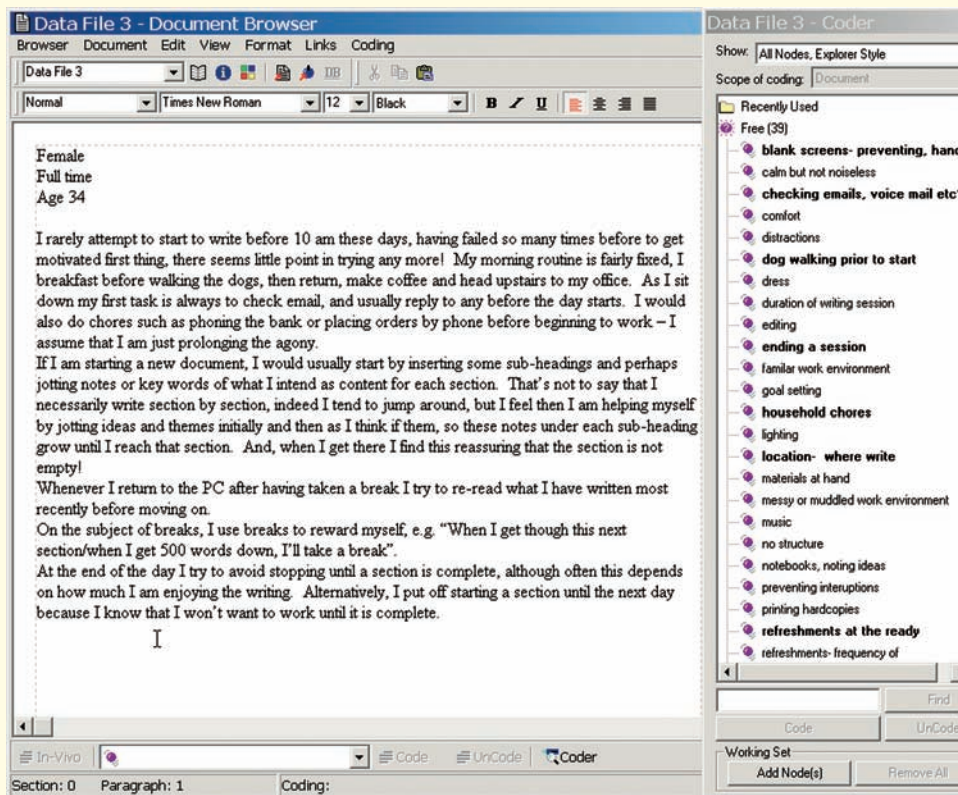 Data File 3 - Document Browser
Browser Document Edit View Format Links Coding
Data File 3
DB
Normal Times New Roman 12 Black B I U
Female
Full time
Age 34
I rarely attempt to start to write before 10 am these days, having failed so many times before to get
motivated first thing, there seems little point in trying any more! My morning routine is fairly fixed, I
breakfast before walking the dogs, then return, make coffee and head upstairs to my office. As I sit
down my first task is always to check email, and usually reply to any before the day starts. I would
also do chores such as phoning the bank or placing orders by phone before beginning to work – I
assume that I am just prolonging the agony.
If I am starting a new document, I would usually start by inserting some sub-headings and perhaps
jotting notes or key words of what I intend as content for each section. That's not to say that I
necessarily write section by section, indeed I tend to jump around, but I feel then I am helping myself
by jotting ideas and themes initially and then as I think if them, so these notes under each sub-heading
grow until I reach that section. And, when I get there I find this reassuring that the section is not
empty!
Whenever I return to the PC after having taken a break I try to re-read what I have written most
recently before moving on.
On the subject of breaks, I use breaks to reward myself, e.g. “When I get though this next
section/when I get 500 words down, I'll take a break”.
At the end of the day I try to avoid stopping until a section is complete, although often this depends
on how much I am enjoying the writing. Alternatively, I put off starting a section until the next day
because I know that I won't want to work until it is complete.
In-Vivo Code UnCode Coder
Section: 0 Paragraph: 1 Coding:
Data File 3 - Coder
Show: All Nodes, Explorer Style
Scope of coding: Document
Recently Used
Free (39)
blank screens- preventing, hand
calm but not noiseless
checking emails, voice mail etc
comfort
distractions
dog walking prior to start
dress
duration of writing session
editing
ending a session
familar work environment
goal setting
household chores
lighting
location- where write
materials at hand
messy or muddled work environment
music
no structure
notebooks, noting ideas
preventing interuptions
printing hardcopies
refreshments at the ready
refreshments- frequency of
Find
Code UnCode
Working Set
Add Node(s) Remove All